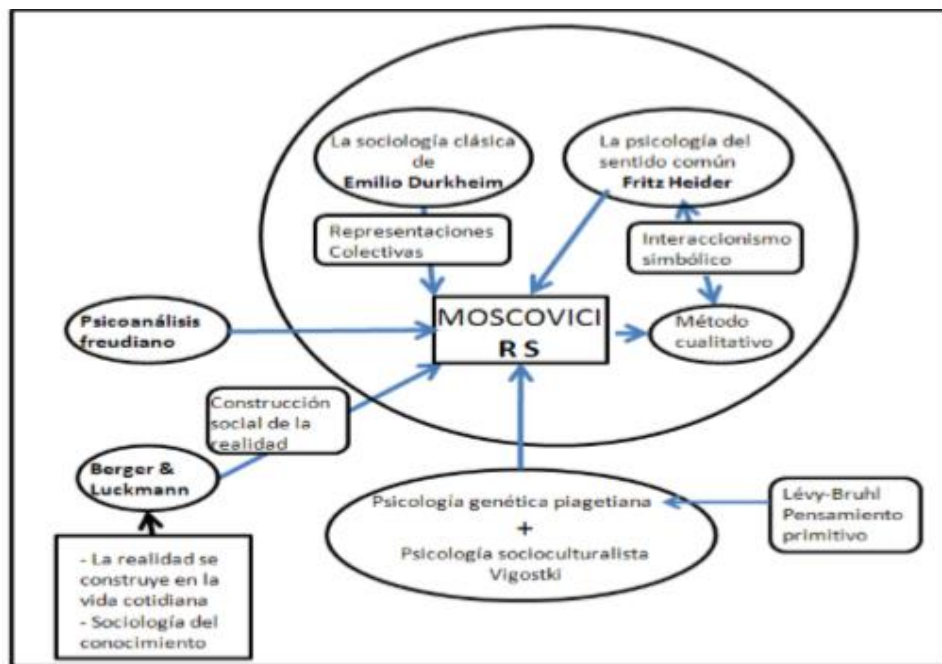 La sociología clásica
de
Emilio Durkheim
La psicología del
sentido común
Fritz Heider
Representaciones
Colectivas
Interaccionismo
simbólico
MOSCOVICI
R S
Método
cualitativo
Psicoanálisis
freudiano
Construcción
social de la
realidad
Berger &
Luckmann
Psicología genética piagetiana
+
Psicología socioculturalista
Vigostki
Lévy-Bruhl
Pensamiento
primitivo
- La realidad se
construye en la
vida cotidiana
- Sociología del
conocimiento